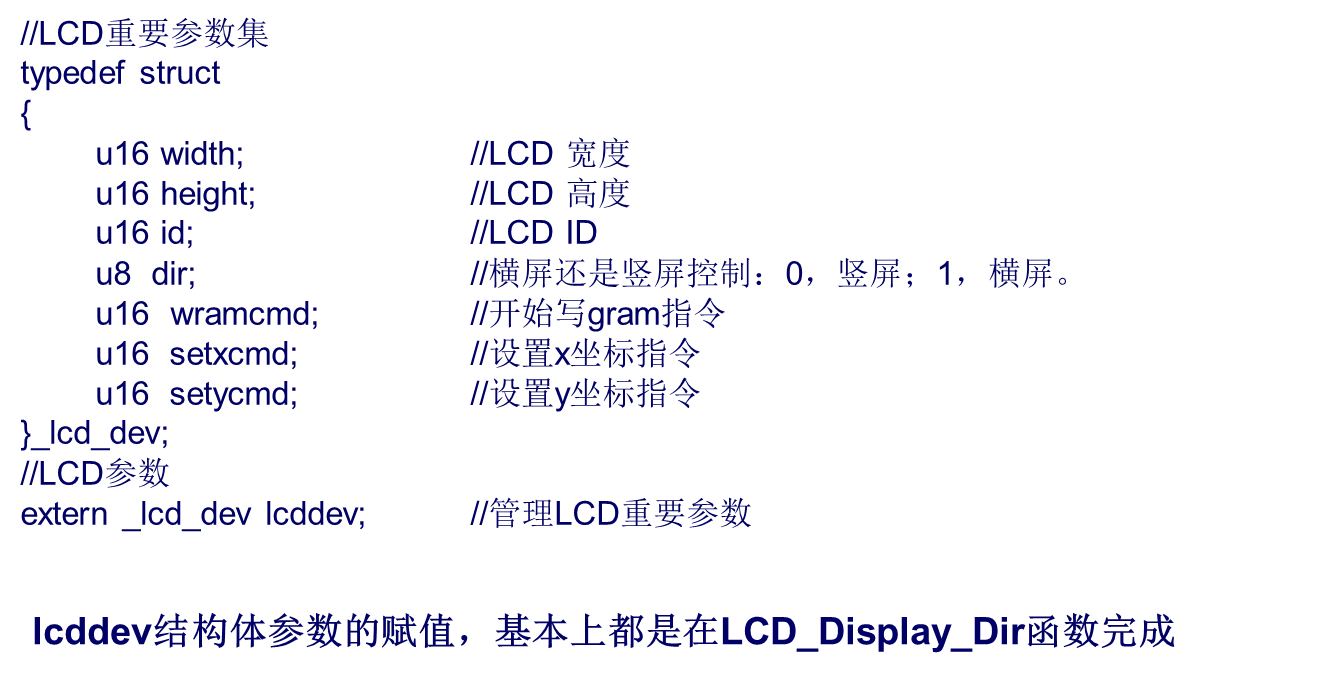 //LCD重要参数集
typedef struct
{
u16 width; //LCD 宽度
u16 height; //LCD 高度
u16 id; //LCD ID
u8 dir; //横屏还是竖屏控制：0，竖屏；1，横屏。
u16 wramcmd; //开始写gram指令
u16 setxcmd; //设置x坐标指令
u16 setycmd; //设置y坐标指令
}_lcd_dev;
//LCD参数
extern _lcd_dev lcddev; //管理LCD重要参数
lcddev结构体参数的赋值，基本上都是在LCD_Display_Dir函数完成